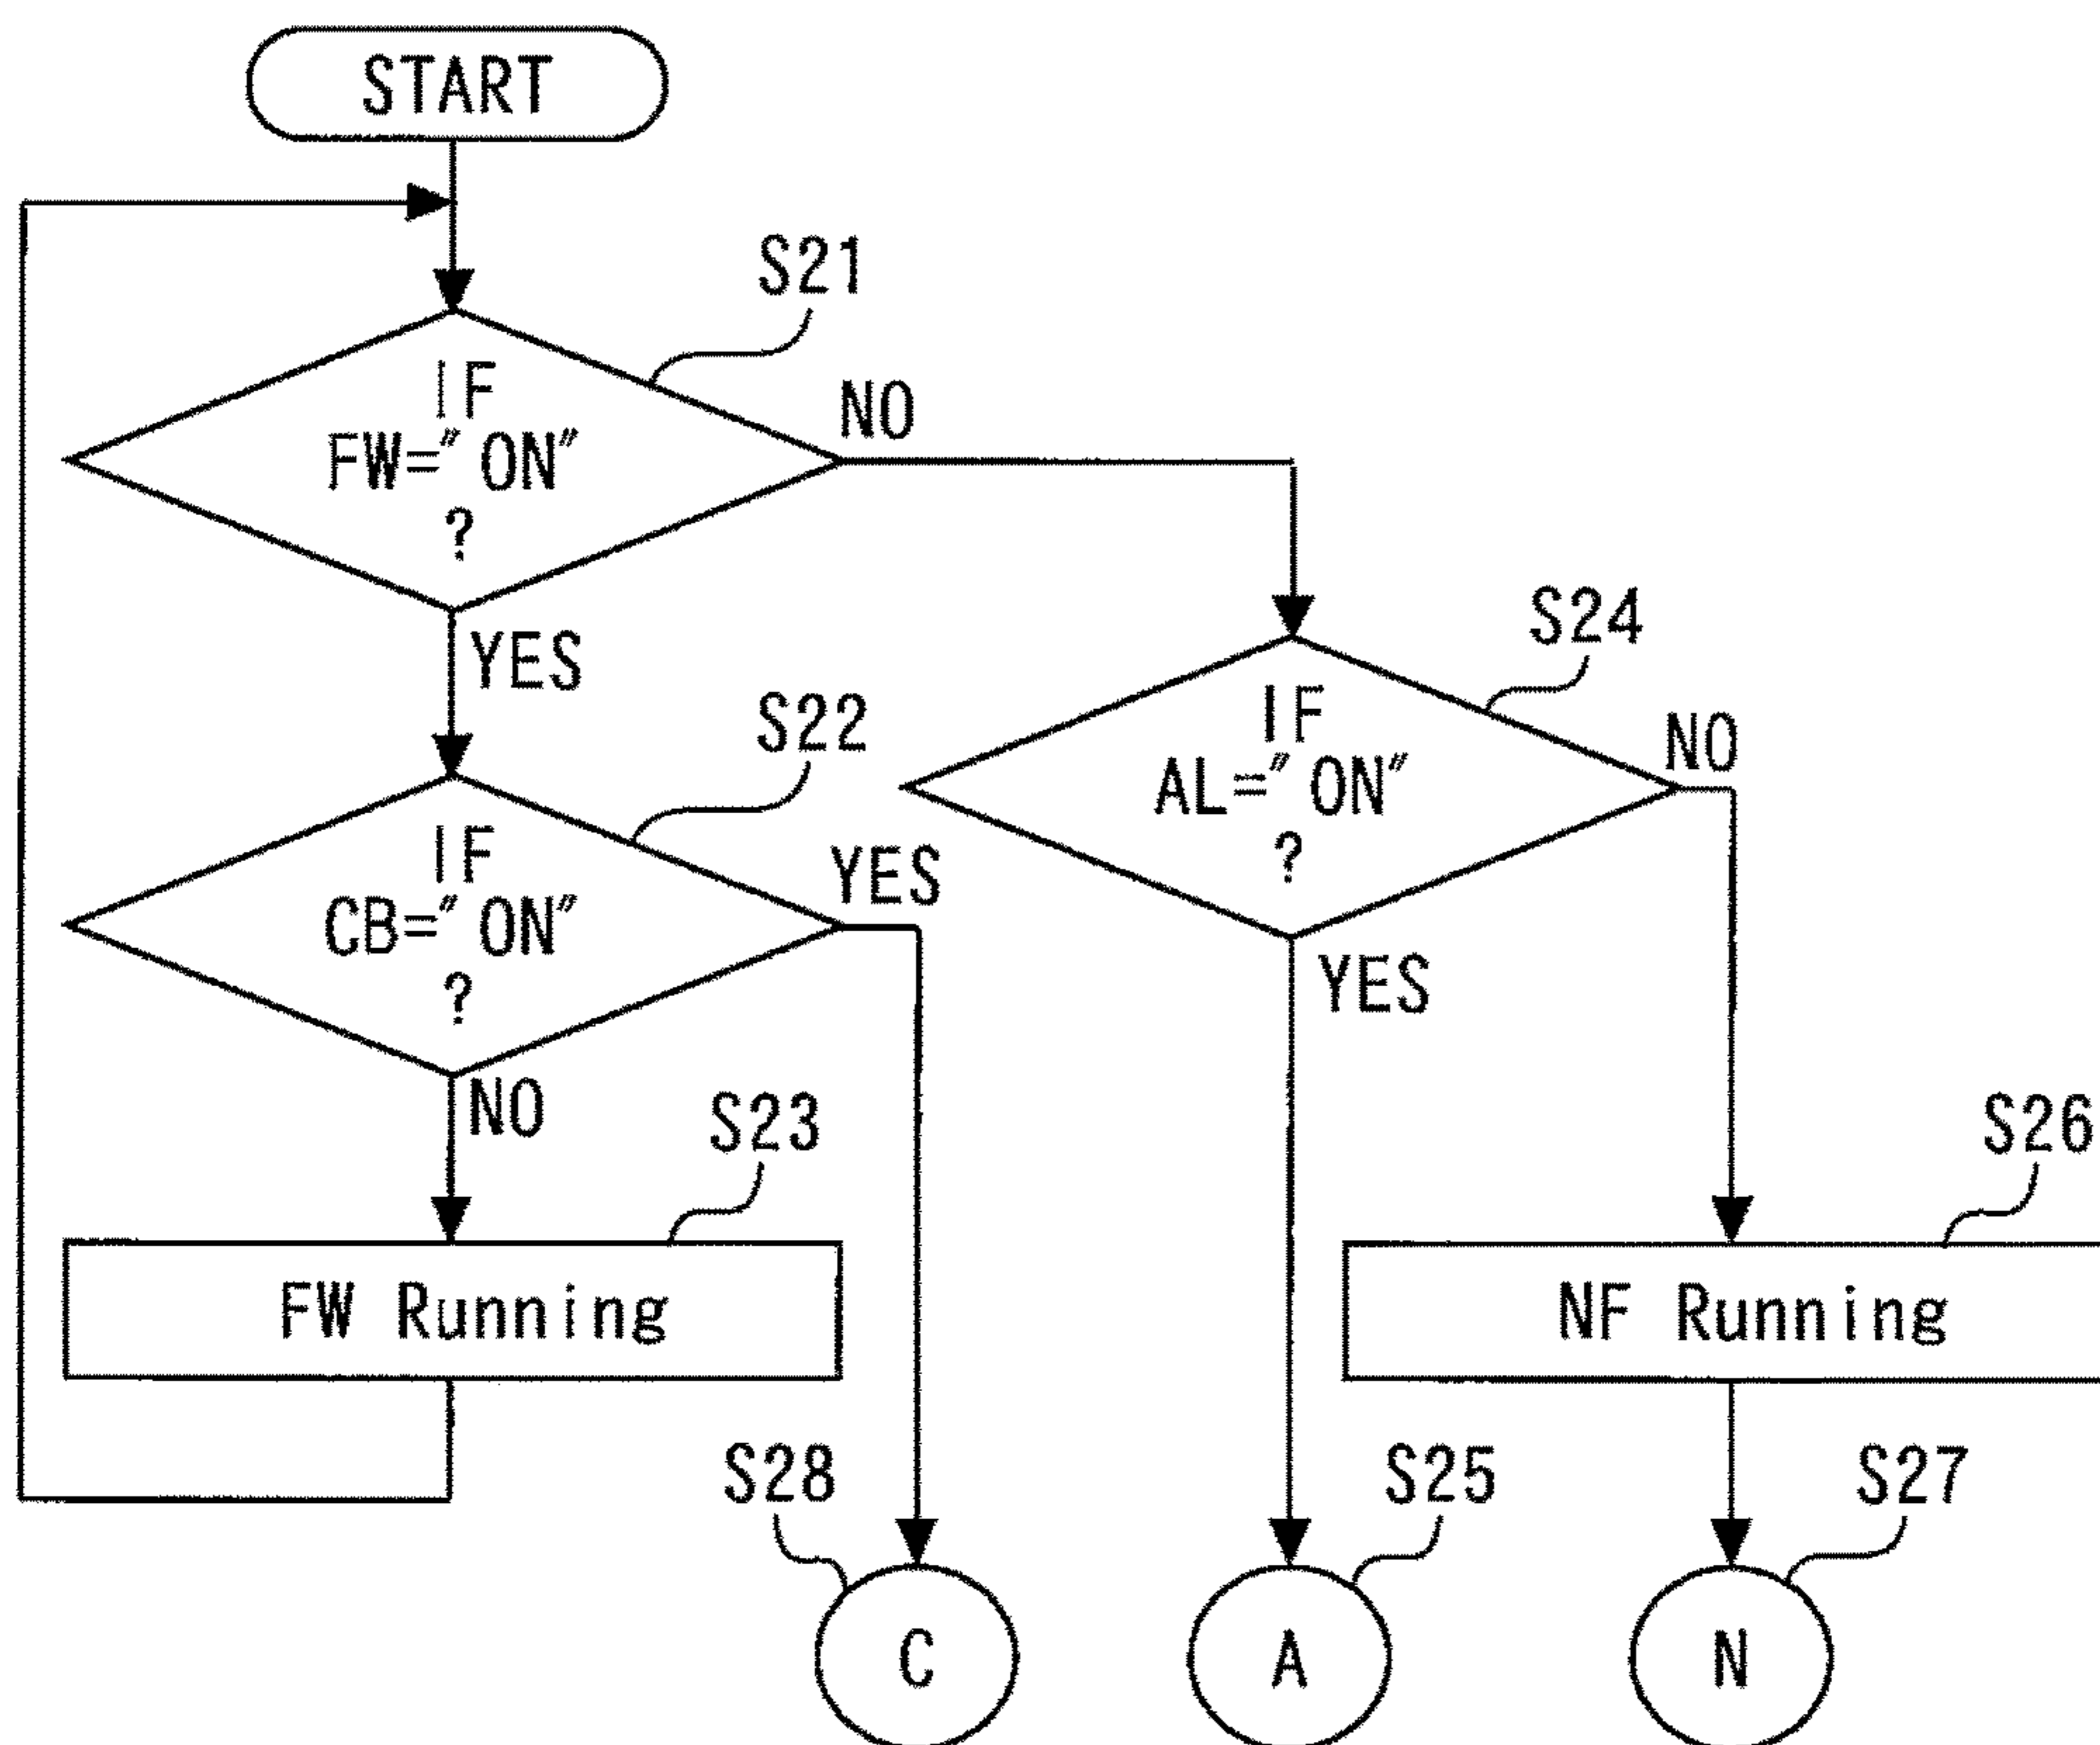 START
S21
IF
FW="ON"
?
NO
YES
S22
IF
CB="ON"
?
YES
NO
S24
IF
AL="ON"
?
NO
YES
S23
FW Running
S26
NF Running
S28
C
S25
A
S27
N